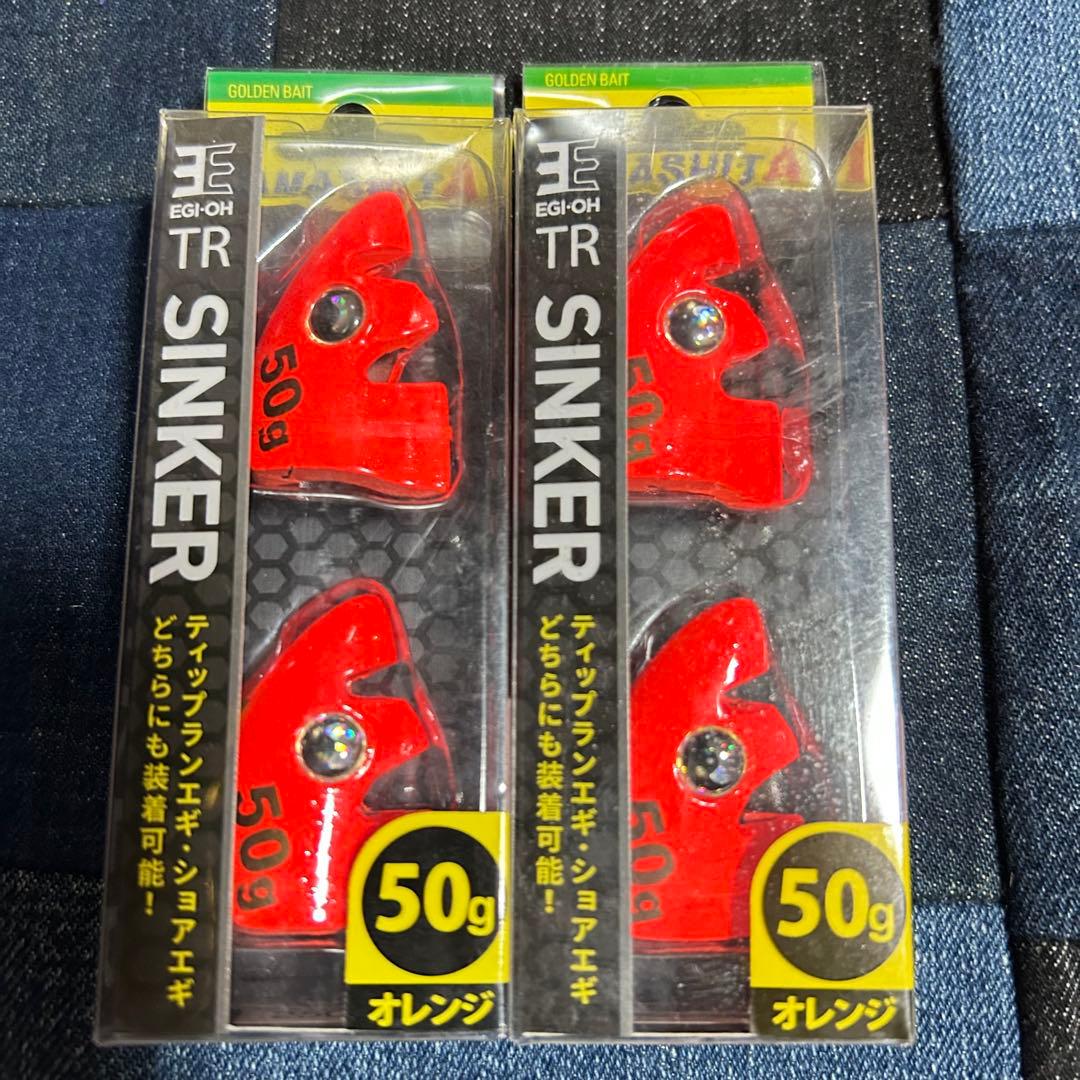 GOLDEN BAIT
EGI-OH
TR SINKER
ティップランエギ・ショアエギ
どちらにも装着可能！
50g
50g
50g
オレンジ
GOLDEN BAIT
EGI-OH
TR SINKER
ティップランエギ・ショアエギ
どちらにも装着可能！
50g
50g
50g
オレンジ